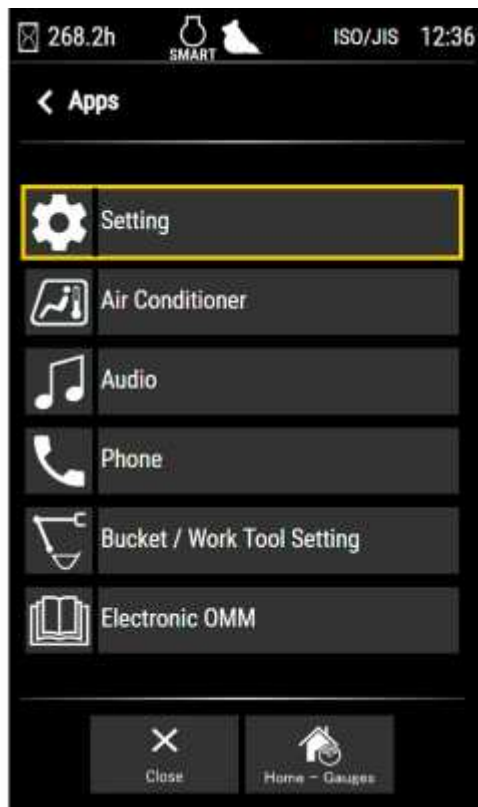 268.2h SMART ISO/JIS 12:36
Apps
Setting
Air Conditioner
Audio
Phone
Bucket / Work Tool Setting
Electronic OMM
Close
Home - Gauges